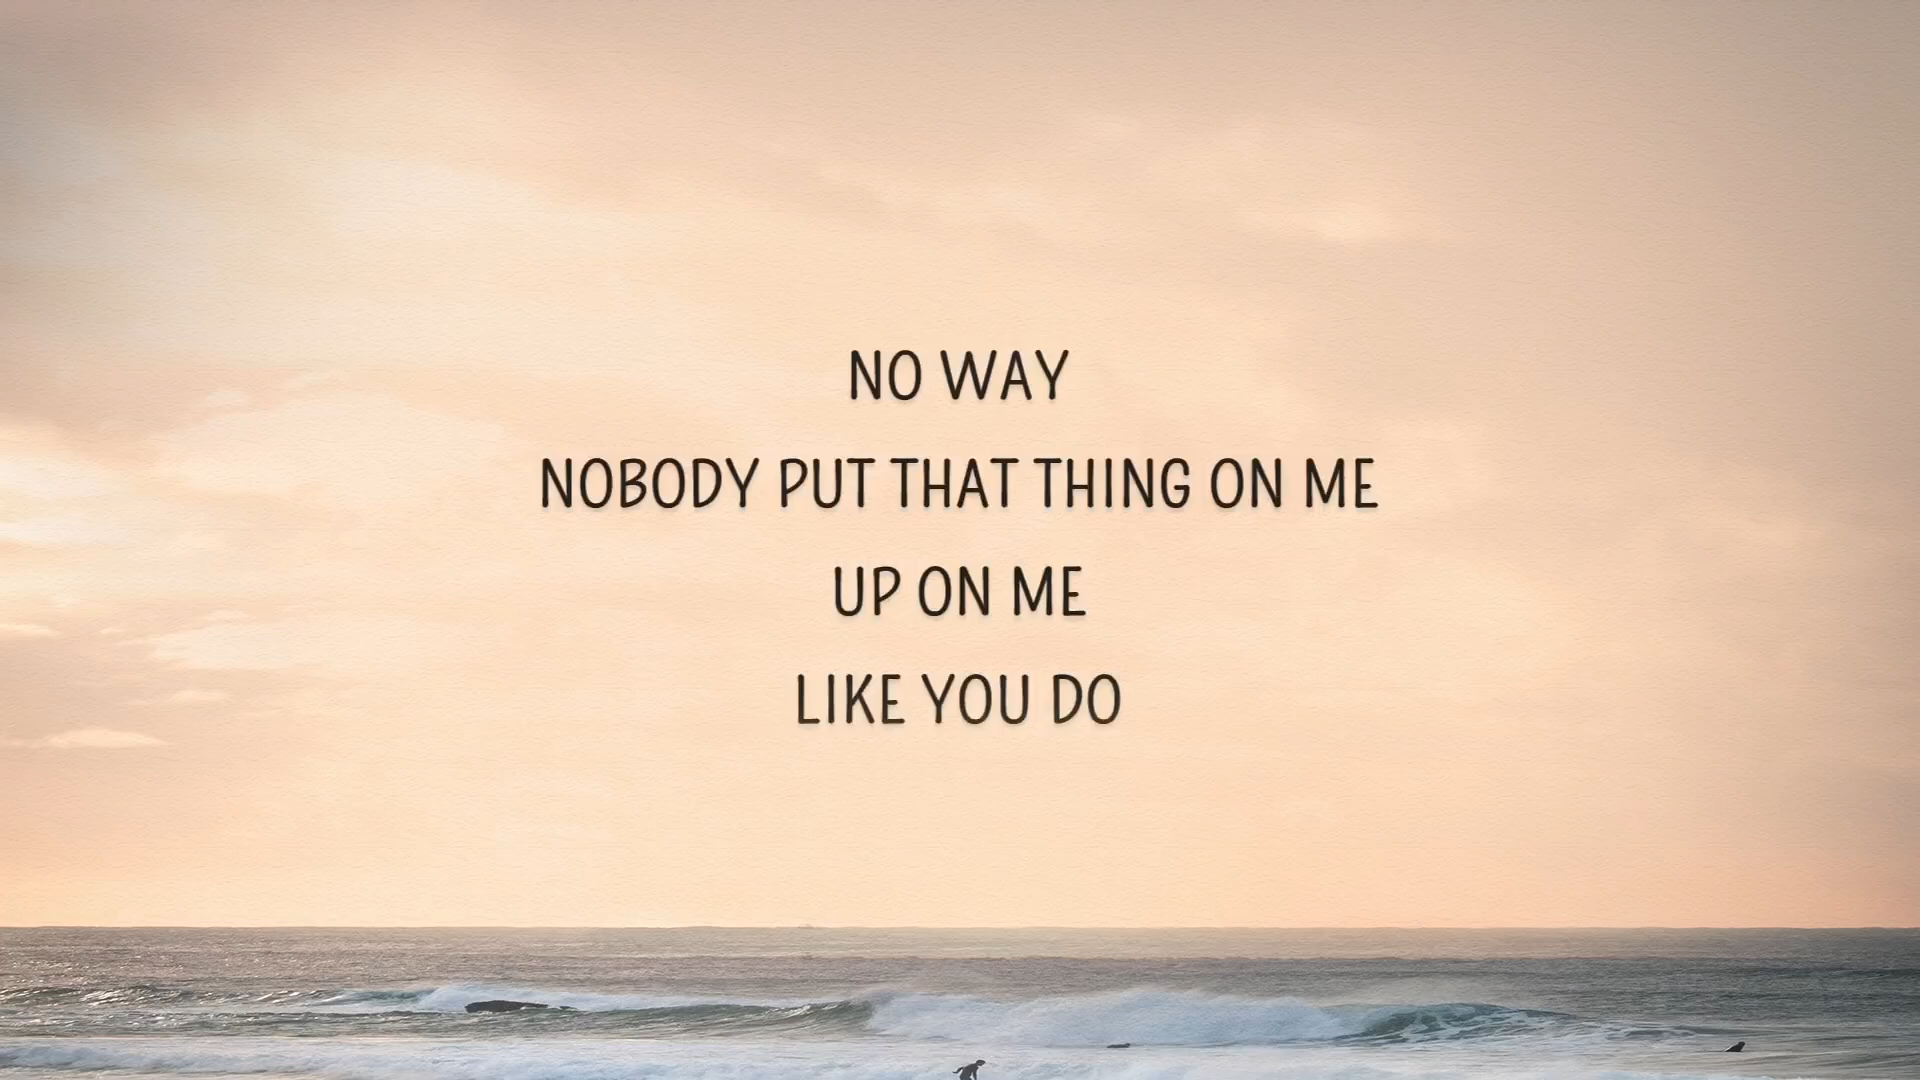 NO WAY
NOBODY PUT THAT THING ON ME
UP ON ME
LIKE YOU DO